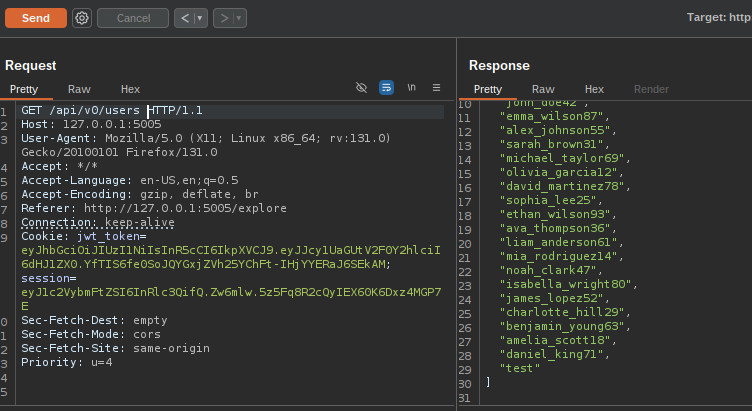 Send Cancel < > Target: http
Request
Pretty Raw Hex \n
1 GET /api/v0/users HTTP/1.1
2 Host: 127.0.0.1:5005
3 User-Agent: Mozilla/5.0 (X11; Linux x86_64; rv:131.0)
Gecko/20100101 Firefox/131.0
4 Accept: */*
5 Accept-Language: en-US,en;q=0.5
6 Accept-Encoding: gzip, deflate, br
7 Referer: http://127.0.0.1:5005/explore
8 Connection: keep-alive
9 Cookie: jwt_token=
eyJhbGciOiJIUzI1NiIsInR5cCI6IkpXVCJ9.eyJJcy1UaGUtV2F0Y2hlciI
6dHJ1ZX0.YfTIS6fe0SoJQYGxjZVh25YChFt-IHjYYERaJ6SEkAM;
session=
eyJ1c2VybmFtZSI6InRlc3QifQ.Zw6mlw.5z5Fq8R2cQyIEX60K6Dxz4MGP7
E
0 Sec-Fetch-Dest: empty
1 Sec-Fetch-Mode: cors
2 Sec-Fetch-Site: same-origin
3 Priority: u=4
4
5
Response
Pretty Raw Hex Render
10 "john_doe42",
11 "emma_wilson87",
12 "alex_johnson55",
13 "sarah_brown31",
14 "michael_taylor69",
15 "olivia_garcia12",
16 "david_martinez78",
17 "sophia_lee25",
18 "ethan_wilson93",
19 "ava_thompson36",
20 "liam_anderson61",
21 "mia_rodriguez14",
22 "noah_clark47",
23 "isabella_wright80",
24 "james_lopez52",
25 "charlotte_hill29",
26 "benjamin_young63",
27 "amelia_scott18",
28 "daniel_king71",
29 "test"
30 ]
31